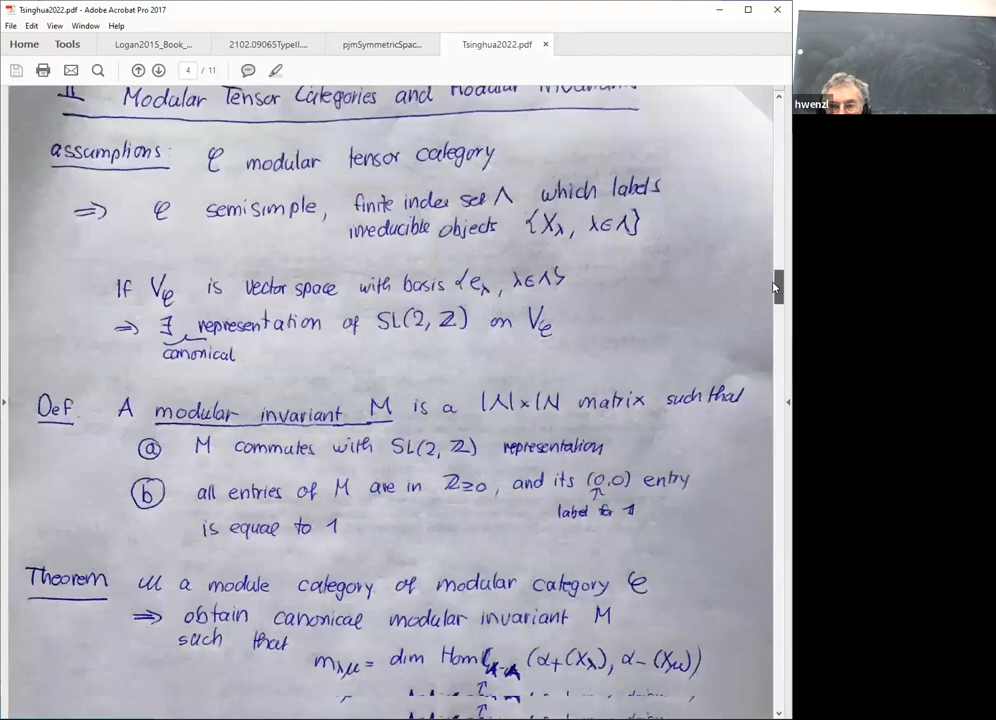 Tsinghua2022.pdf - Adobe Acrobat Pro 2017
File Edit View Window Help
Home Tools Logan2015_Book_... 2102.09065TypeII.... pjmSymmetricSpac... Tsinghua2022.pdf ×
4 / 11
hwenzl
II Modular Tensor Categories and Modular
assumptions: C modular tensor category
⇒ C semisimple, finite index set Λ which labels
irreducible objects {X_λ, λ∈Λ}
If V_C is vector space with basis {e_λ, λ∈Λ}
⇒ ∃ representation of SL(2, Z) on V_C
canonical
Def. A modular invariant M is a |Λ|×|Λ| matrix such that
(a) M commutes with SL(2, Z) representation
(b) all entries of M are in Z≥0, and its (0,0) entry
↑
label for 1
is equal to 1
Theorem M a module category of modular category C
⇒ obtain canonical modular invariant M
such that
m_λμ = dim Hom (α+(X_λ), α-(X_μ))
↑